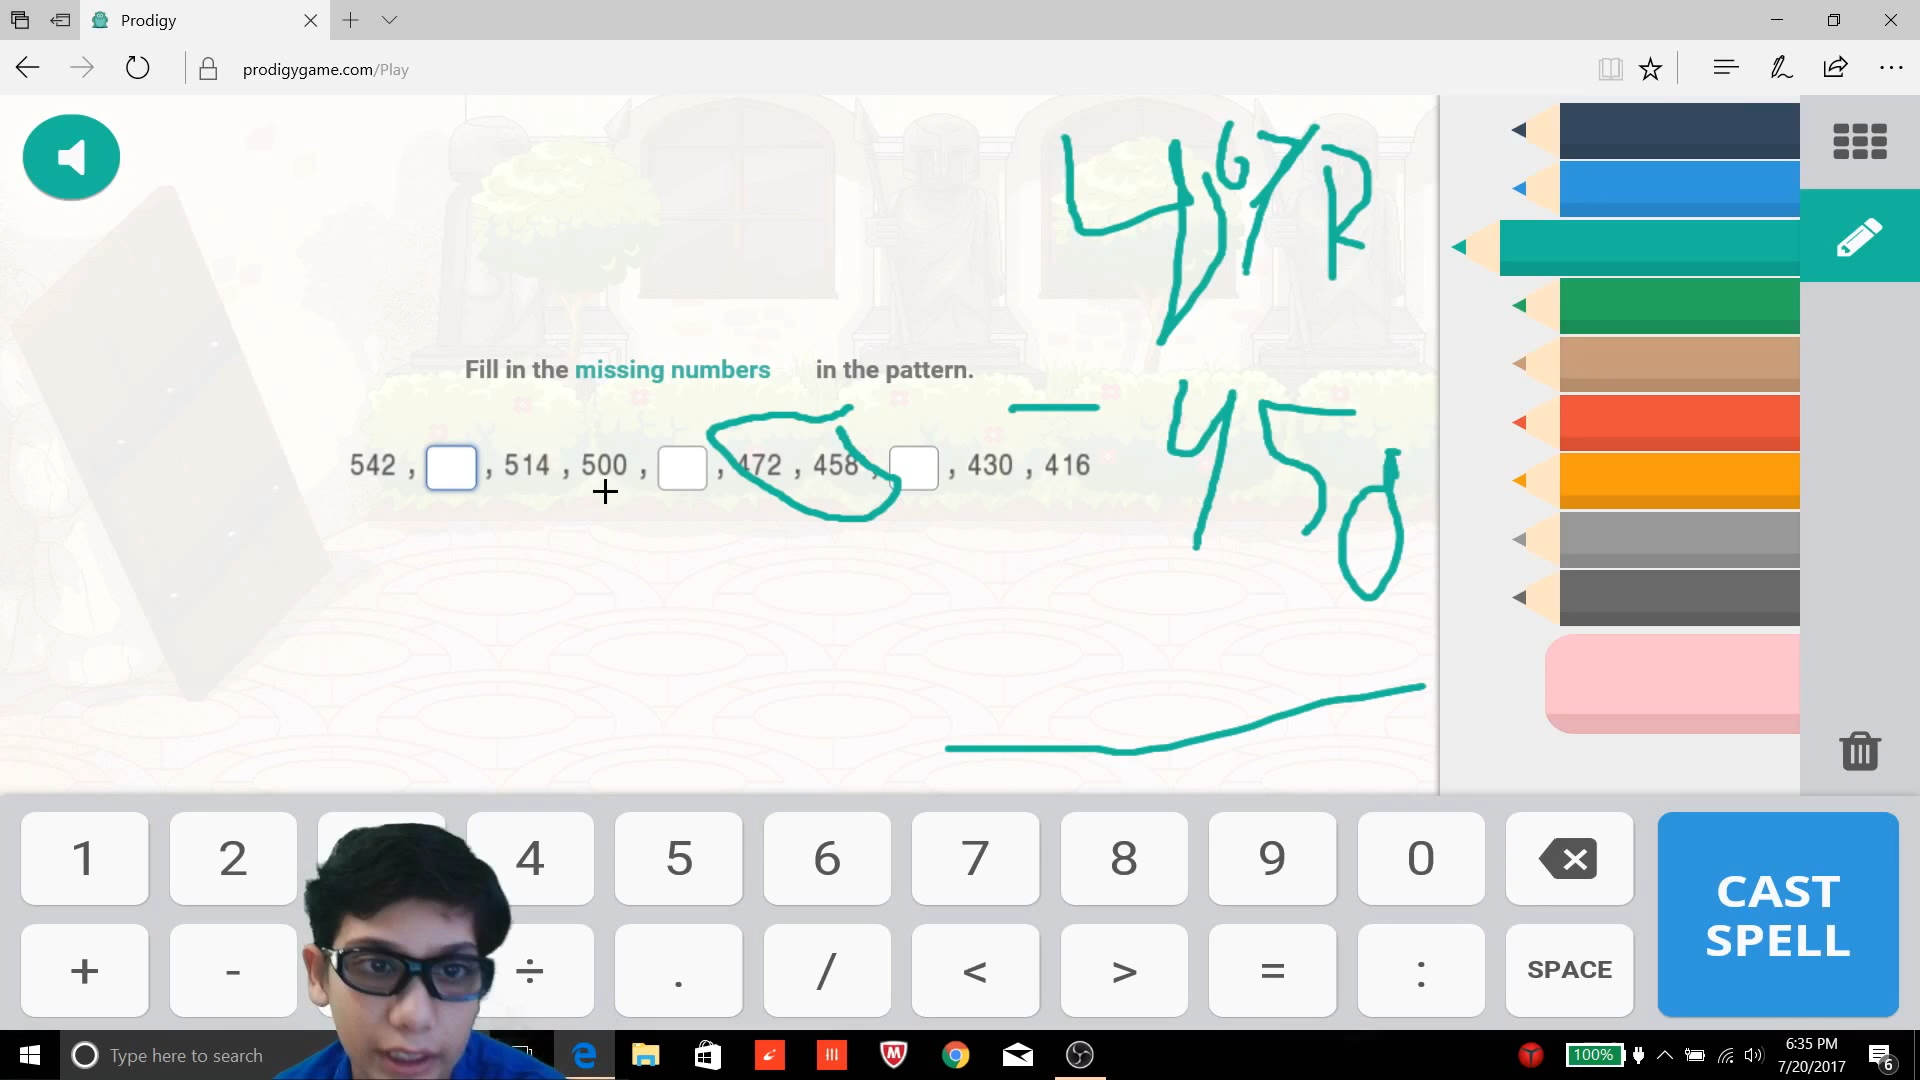 Prodigy
prodigygame.com/Play
Fill in the missing numbers in the pattern.
542 , , 514 , 500 , , 472 , 458 , , 430 , 416
450
1 2 4 5 6 7 8 9 0
+ - ÷ . / < > = : SPACE
CAST
SPELL
Type here to search
100%
6:35 PM
7/20/2017
6